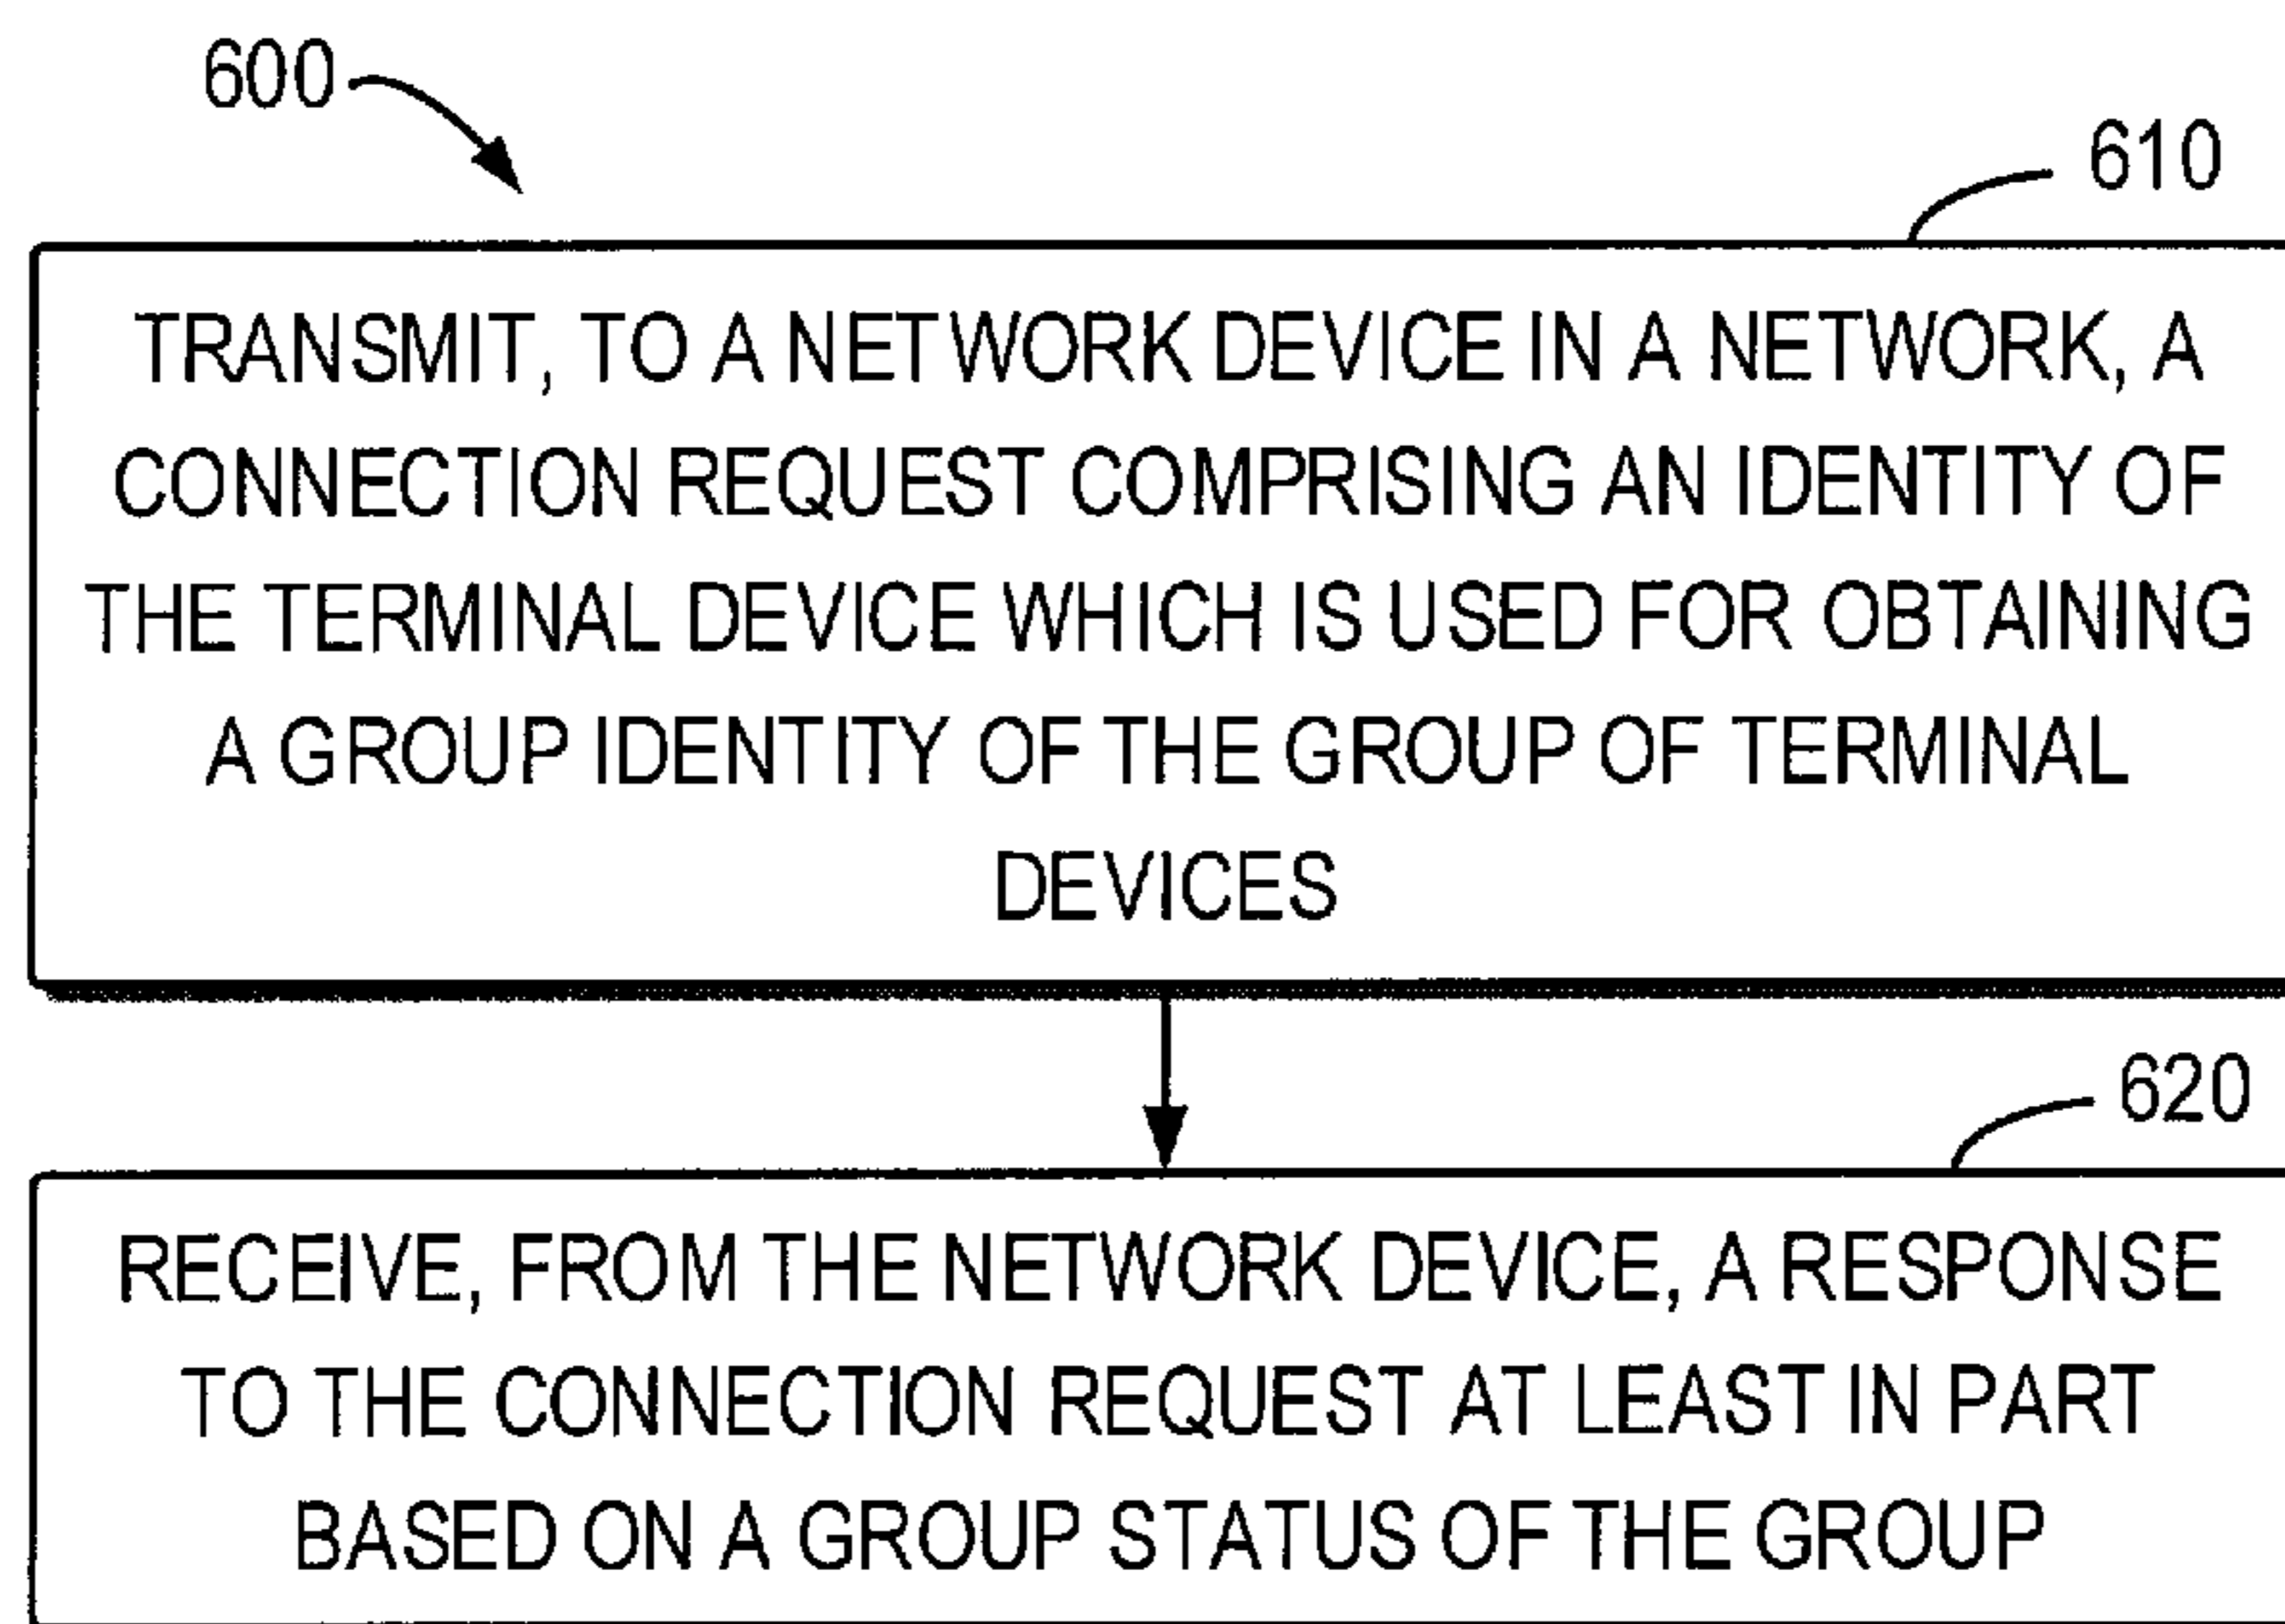 600
610
TRANSMIT, TO A NETWORK DEVICE IN A NETWORK, A
CONNECTION REQUEST COMPRISING AN IDENTITY OF
THE TERMINAL DEVICE WHICH IS USED FOR OBTAINING
A GROUP IDENTITY OF THE GROUP OF TERMINAL
DEVICES
620
RECEIVE, FROM THE NETWORK DEVICE, A RESPONSE
TO THE CONNECTION REQUEST AT LEAST IN PART
BASED ON A GROUP STATUS OF THE GROUP